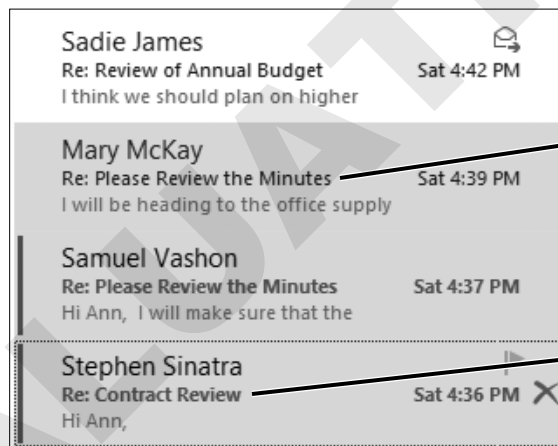 Sadie James
Re: Review of Annual Budget Sat 4:42 PM
I think we should plan on higher
Mary McKay
Re: Please Review the Minutes Sat 4:39 PM
I will be heading to the office supply
Samuel Vashon
Re: Please Review the Minutes Sat 4:37 PM
Hi Ann, I will make sure that the
Stephen Sinatra
Re: Contract Review Sat 4:36 PM
Hi Ann,